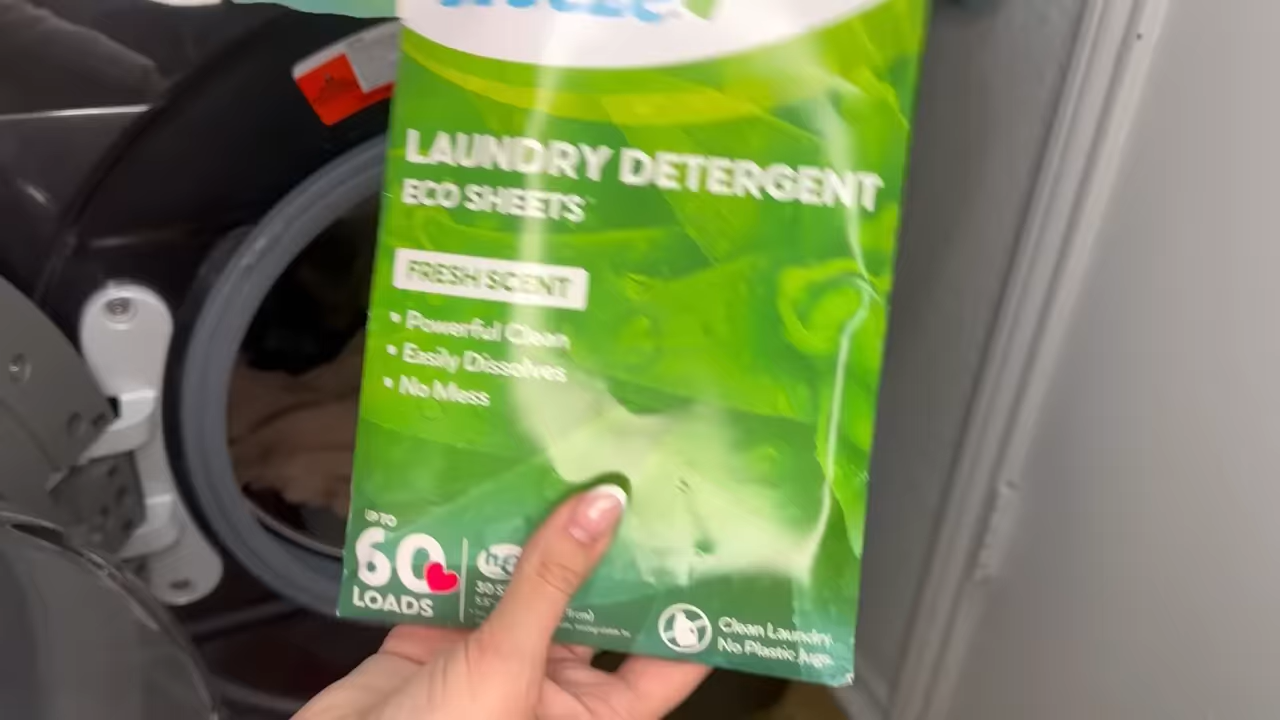 LAUNDRY DETERGENT
ECO SHEETS
FRESH SCENT
• Powerful Clean
• Easily Dissolves
• No Mess
UP TO
60
LOADS
Clean Laundry
No Plastic Jugs